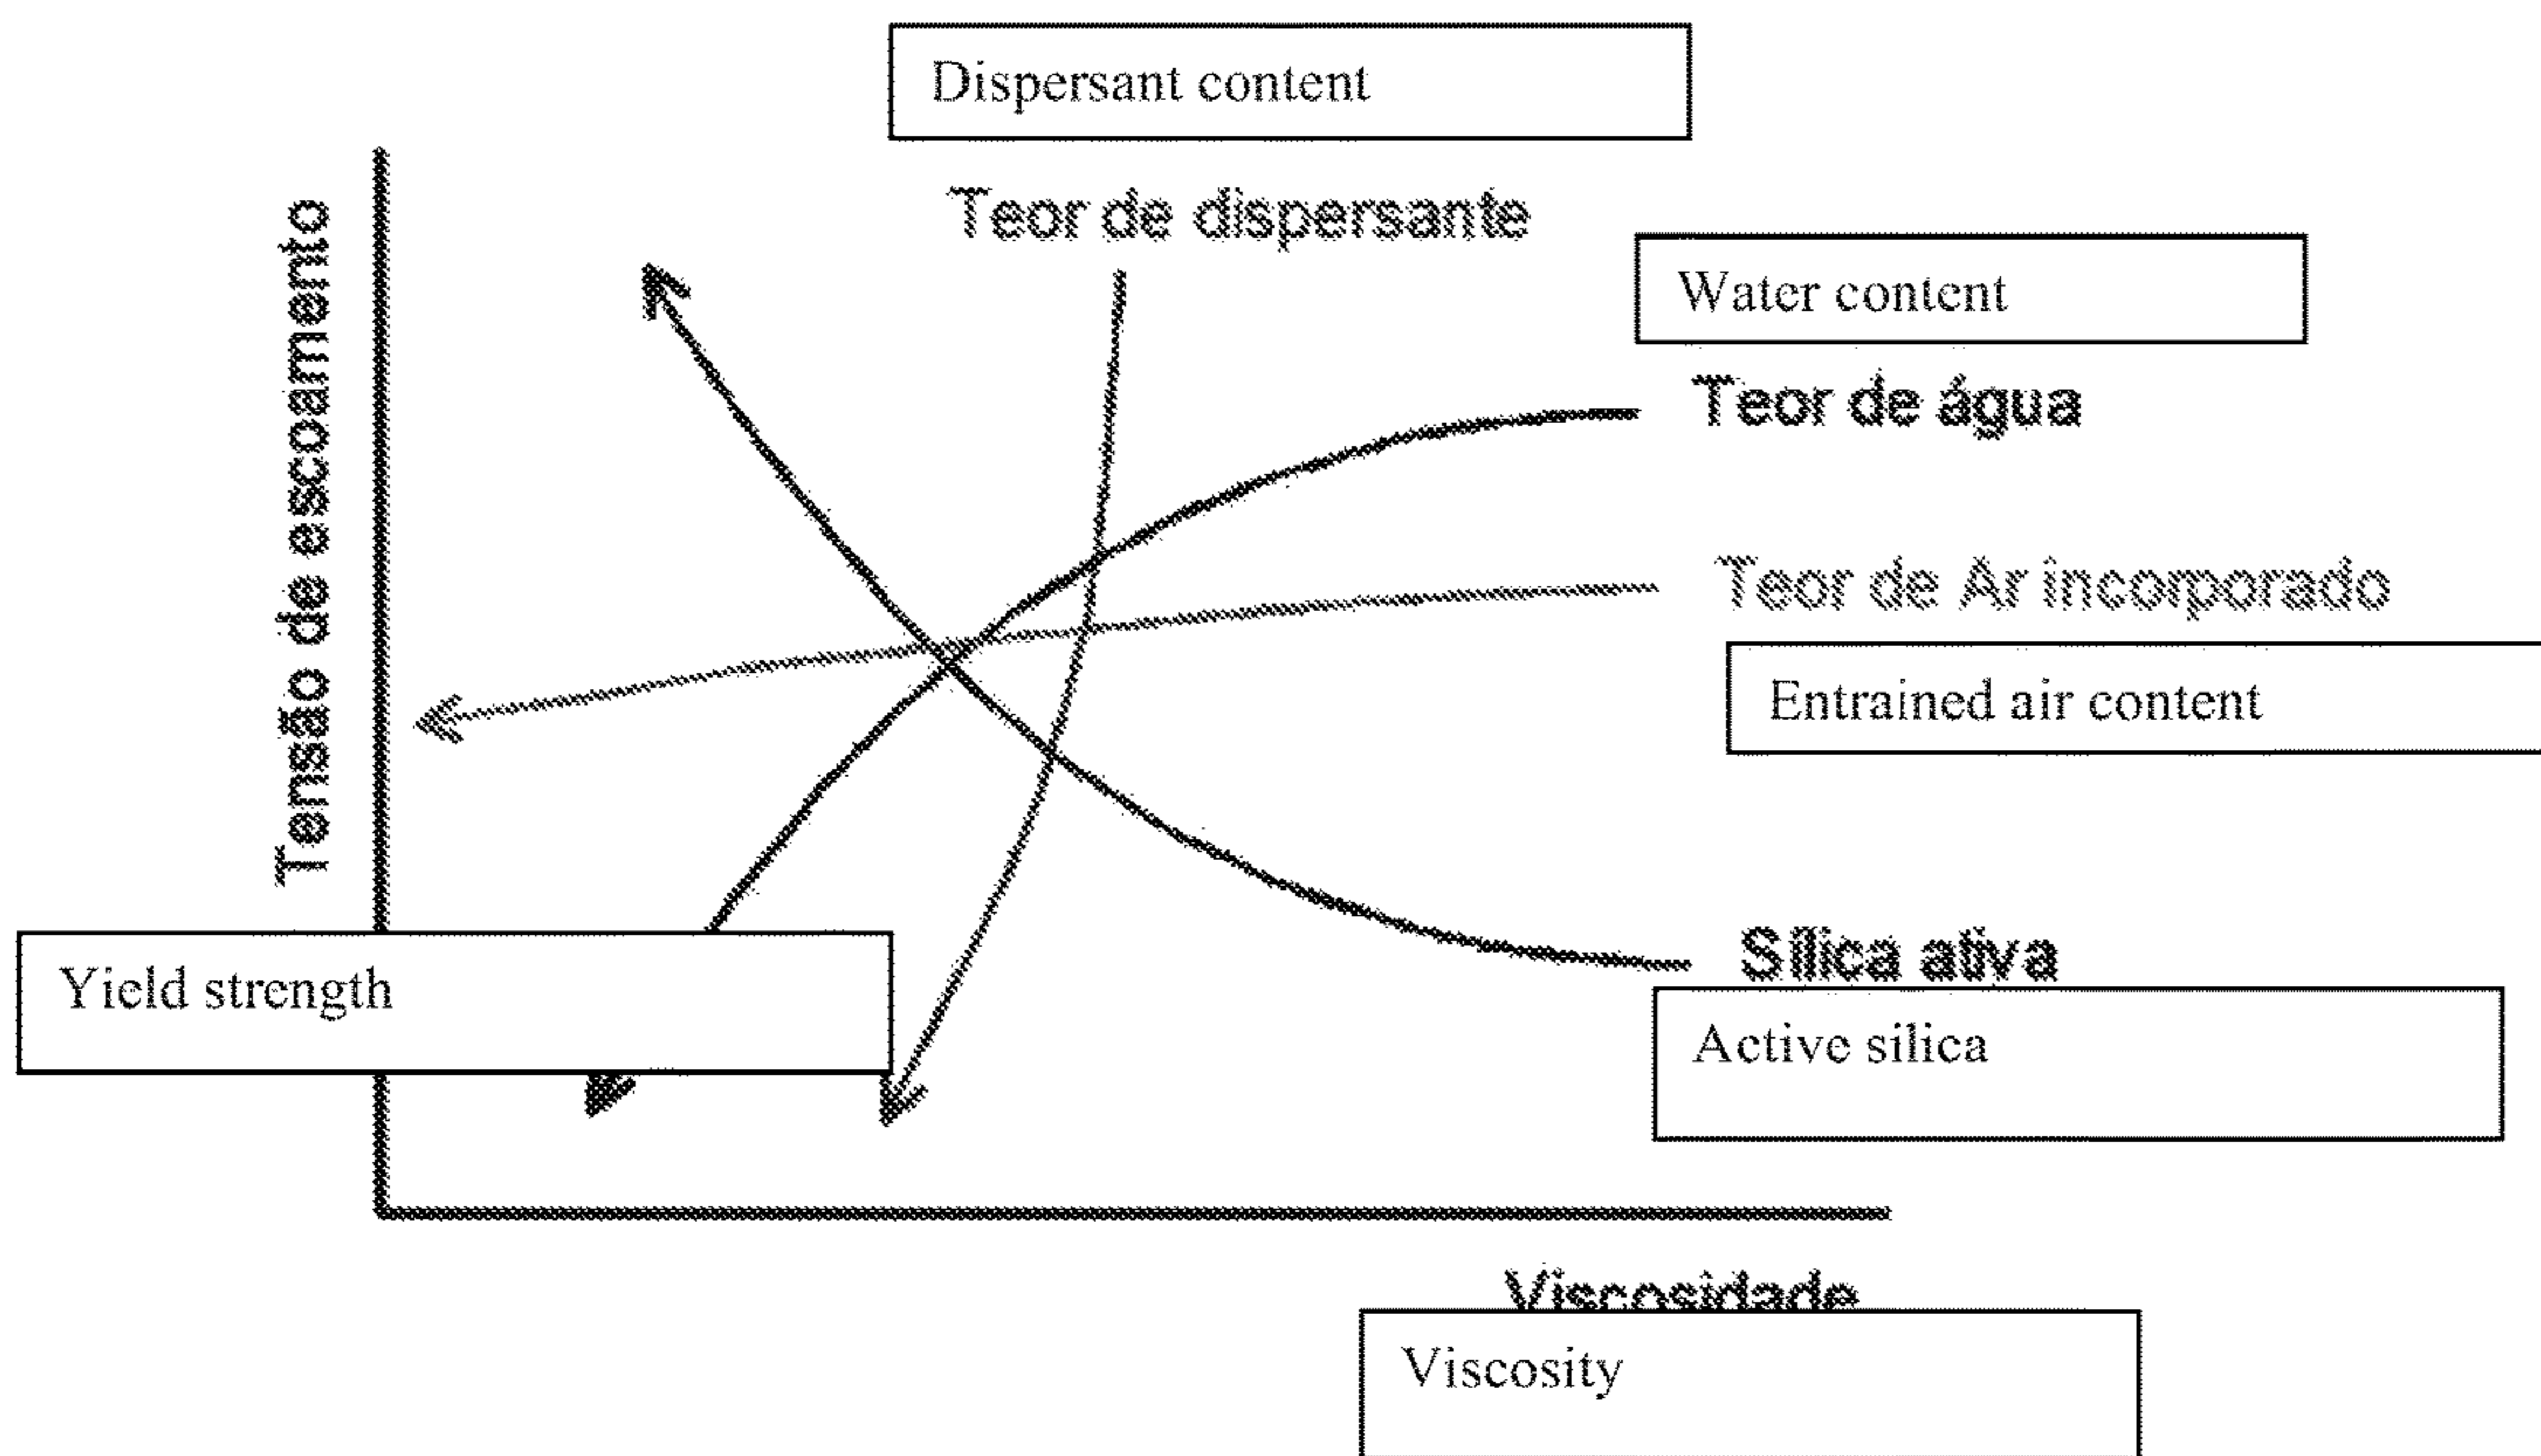 Dispersant content
Teor de dispersante
Water content
Teor de água
Tensão de escoamento
Teor de Ar incorporado
Entrained air content
Sílica ativa
Yield strength
Active silica
Viscosidade
Viscosity